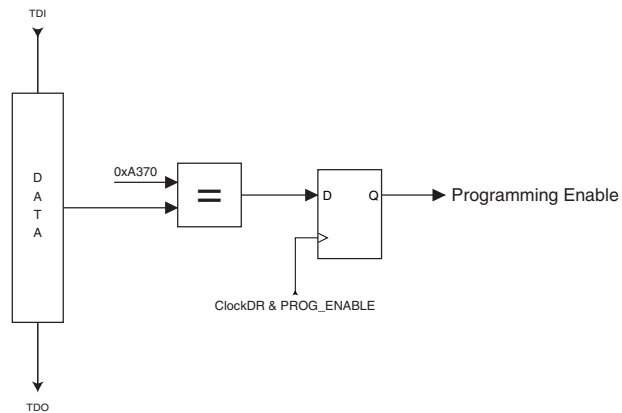 TDI
D
A
T
A
0xA370
=
D
Q
Programming Enable
ClockDR & PROG_ENABLE
TDO